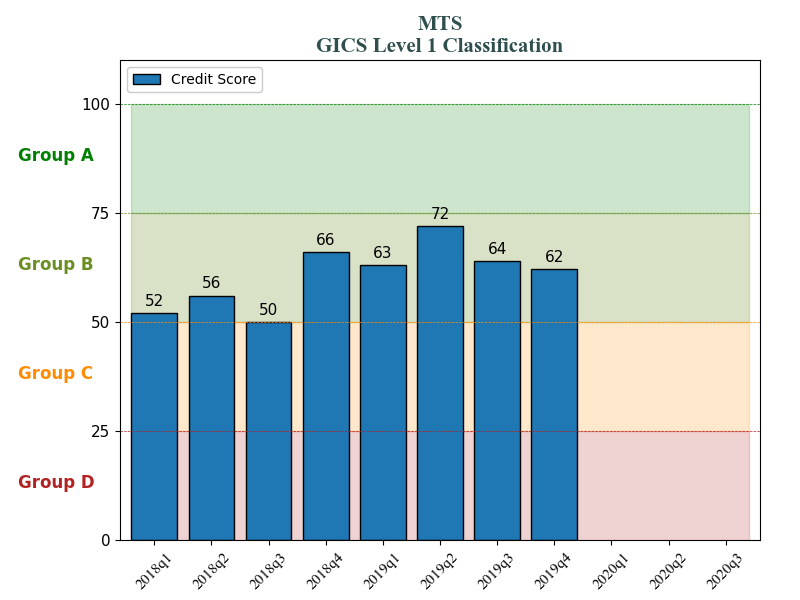 MTS
GICS Level 1 Classification
Credit Score
100
Group A
75
72
66
63
64
62
Group B
56
52
50
50
Group C
25
Group D
0
2018q1
2018q2
2018q3
2018q4
2019q1
2019q2
2019q3
2019q4
2020q1
2020q2
2020q3